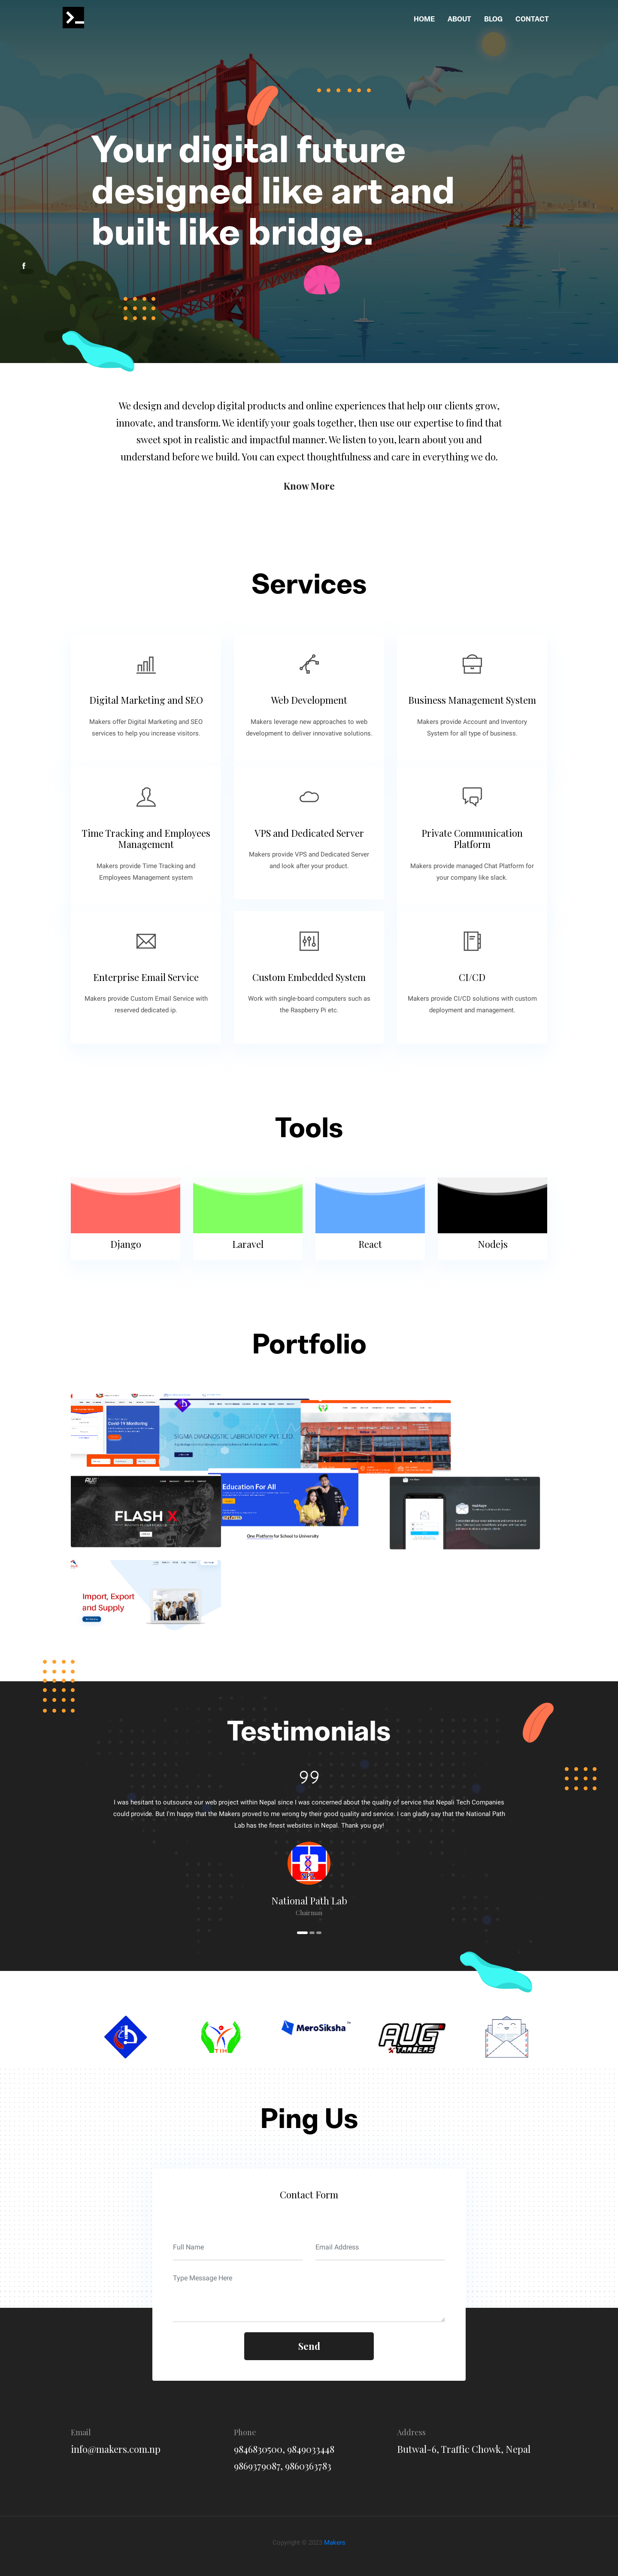 HOME ABOUT BLOG CONTACT
Your digital future
designed like art and
built like bridge.
We design and develop digital products and online experiences that help our clients grow,
innovate, and transform. We identify your goals together, then use our expertise to find that
sweet spot in realistic and impactful manner. We listen to you, learn about you and
understand before we build. You can expect thoughtfulness and care in everything we do.
Know More
Services
Digital Marketing and SEO
Makers offer Digital Marketing and SEO
services to help you increase visitors.
Web Development
Makers leverage new approaches to web
development to deliver innovative solutions.
Business Management System
Makers provide Account and Inventory
System for all type of business.
Time Tracking and Employees
Management
Makers provide Time Tracking and
Employees Management system
VPS and Dedicated Server
Makers provide VPS and Dedicated Server
and look after your product.
Private Communication
Platform
Makers provide managed Chat Platform for
your company like slack.
Enterprise Email Service
Makers provide Custom Email Service with
reserved dedicated ip.
Custom Embedded System
Work with single-board computers such as
the Raspberry Pi etc.
CI/CD
Makers provide CI/CD solutions with custom
deployment and management.
Tools
Django
Laravel
React
Nodejs
Portfolio
Covid-19 Monitoring
SIGMA DIAGNOSTIC LABORATORY PVT. LTD
FLASH X
Education For All
One Platform for School to University
Import, Export
and Supply
Testimonials
I was hesitant to outsource our web project within Nepal since I was concerned about the quality of service that Nepali Tech Companies
could provide. But I'm happy that the Makers proved to me wrong by their good quality and service. I can gladly say that the National Path
Lab has the finest websites in Nepal. Thank you guy!
National Path Lab
Chairman
TIM
MeroSiksha
AUG
TRADERS
Ping Us
Contact Form
Full Name
Email Address
Type Message Here
Send
Email
info@makers.com.np
Phone
9846830500, 9849033448
9869379087, 9860363783
Address
Butwal-6, Traffic Chowk, Nepal
Copyright © 2023 Makers